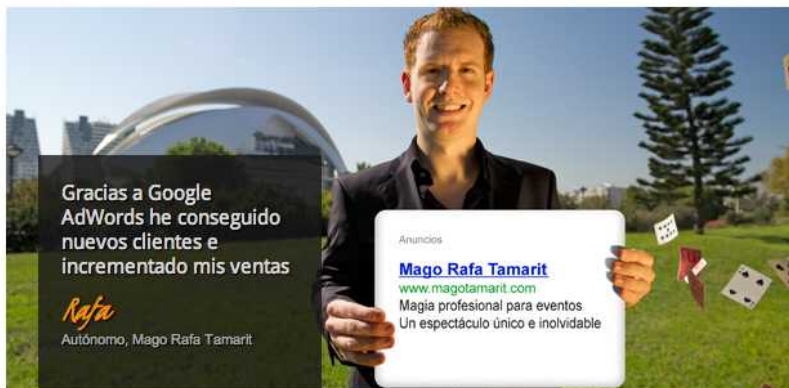 Gracias a Google
AdWords he conseguido
nuevos clientes e
incrementado mis ventas
Rafa
Autónomo, Mago Rafa Tamarit
Anuncios
Mago Rafa Tamarit
www.magotamarit.com
Magia profesional para eventos
Un espectáculo único e inolvidable